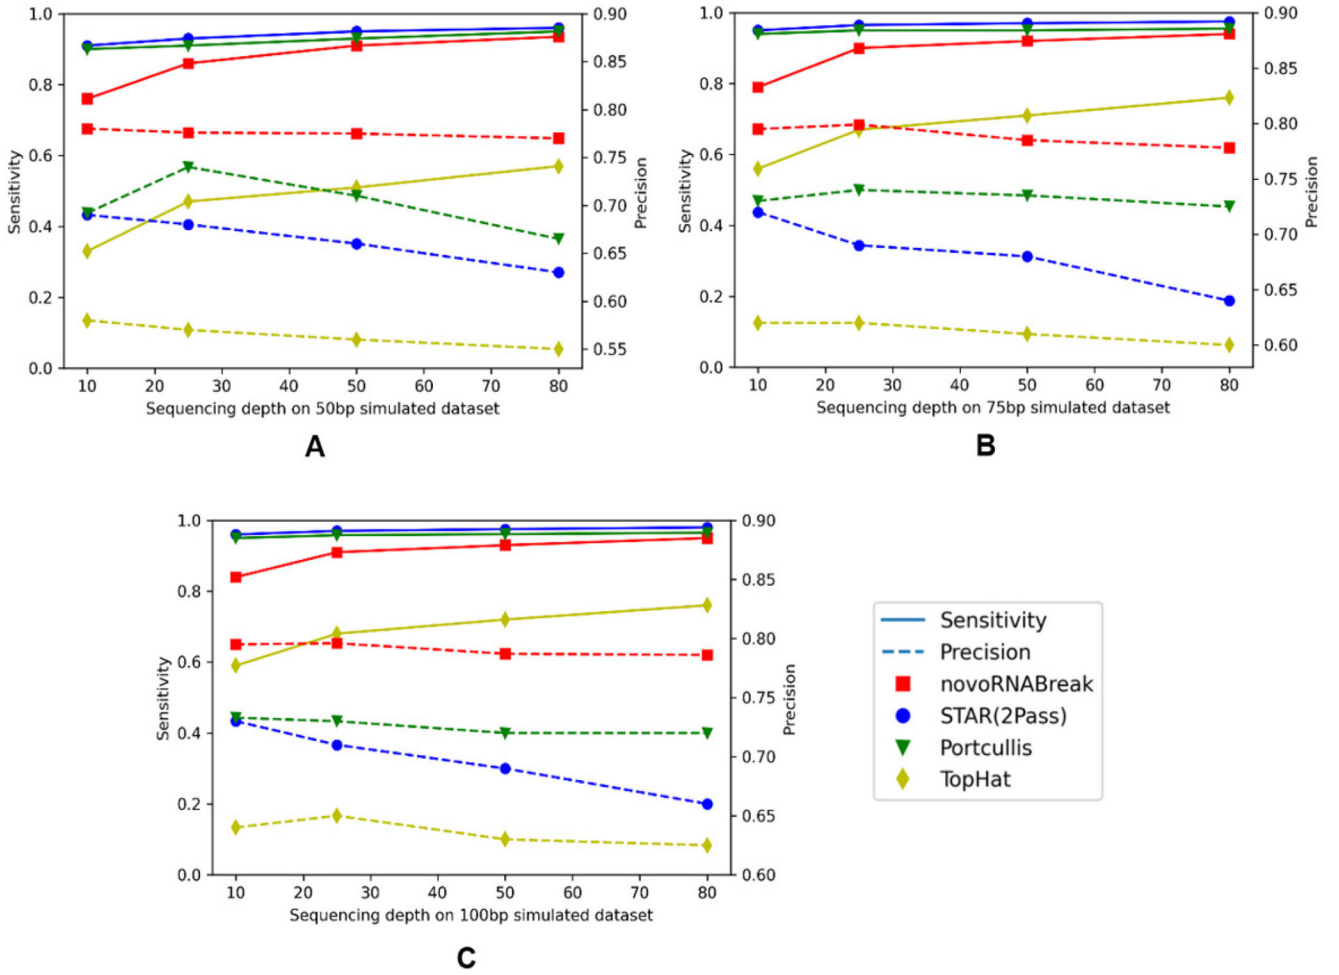 1.0
0.8
0.6
0.4
0.2
0.0
Sensitivity
0.90
0.85
0.80
0.75
0.70
0.65
0.60
0.55
Precision
10 20 30 40 50 60 70 80
Sequencing depth on 50bp simulated dataset
A
1.0
0.8
0.6
0.4
0.2
0.0
Sensitivity
0.90
0.85
0.80
0.75
0.70
0.65
0.60
Precision
10 20 30 40 50 60 70 80
Sequencing depth on 75bp simulated dataset
B
1.0
0.8
0.6
0.4
0.2
0.0
Sensitivity
0.90
0.85
0.80
0.75
0.70
0.65
0.60
Precision
10 20 30 40 50 60 70 80
Sequencing depth on 100bp simulated dataset
C
Sensitivity
Precision
novoRNABreak
STAR(2Pass)
Portcullis
TopHat